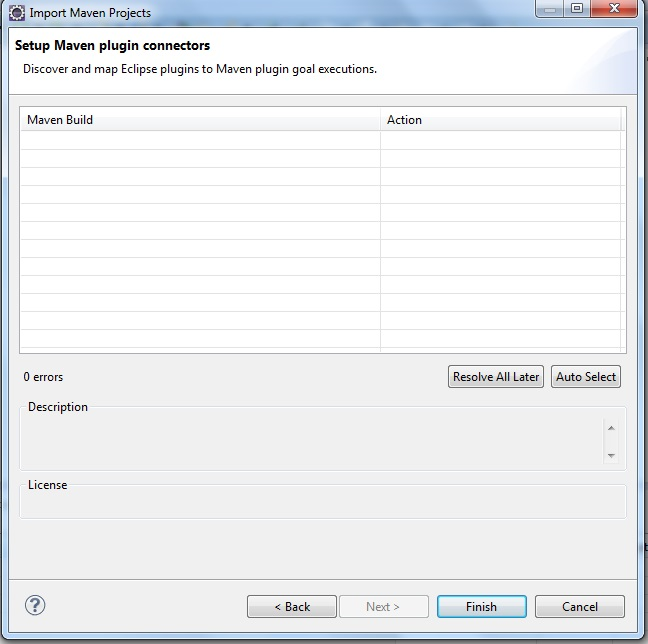 Import Maven Projects
Setup Maven plugin connectors
Discover and map Eclipse plugins to Maven plugin goal executions.
Maven Build Action
0 errors Resolve All Later Auto Select
Description
License
? < Back Next > Finish Cancel